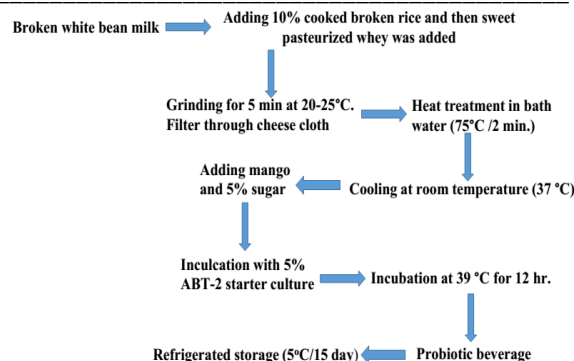 Broken white bean milk
Adding 10% cooked broken rice and then sweet
pasteurized whey was added
Grinding for 5 min at 20-25°C.
Filter through cheese cloth
Heat treatment in bath
water (75°C /2 min.)
Cooling at room temperature (37 °C)
Adding mango
and 5% sugar
Inculcation with 5%
ABT-2 starter culture
Incubation at 39 °C for 12 hr.
Probiotic beverage
Refrigerated storage (5°C/15 day)